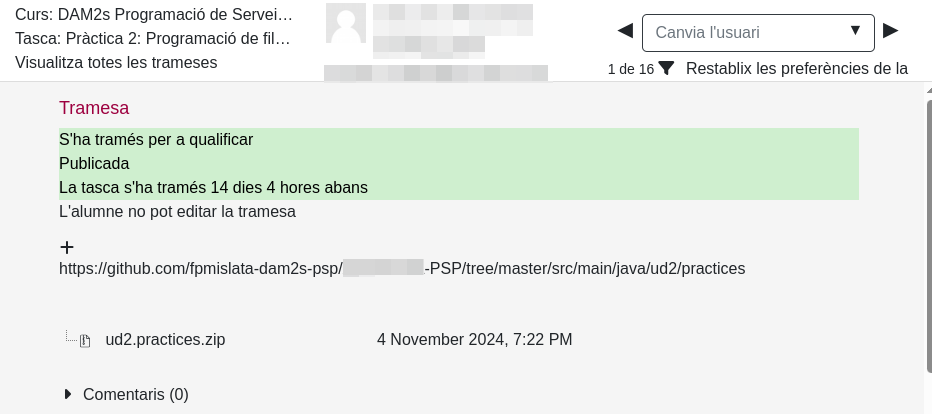 Curs: DAM2s Programació de Servei…
Tasca: Pràctica 2: Programació de fil…
Visualitza totes les trameses
Canvia l'usuari
1 de 16
Restablix les preferències de la
Tramesa
S'ha tramés per a qualificar
Publicada
La tasca s'ha tramés 14 dies 4 hores abans
L'alumne no pot editar la tramesa
https://github.com/fpmislata-dam2s-psp/ -PSP/tree/master/src/main/java/ud2/practices
ud2.practices.zip 4 November 2024, 7:22 PM
Comentaris (0)